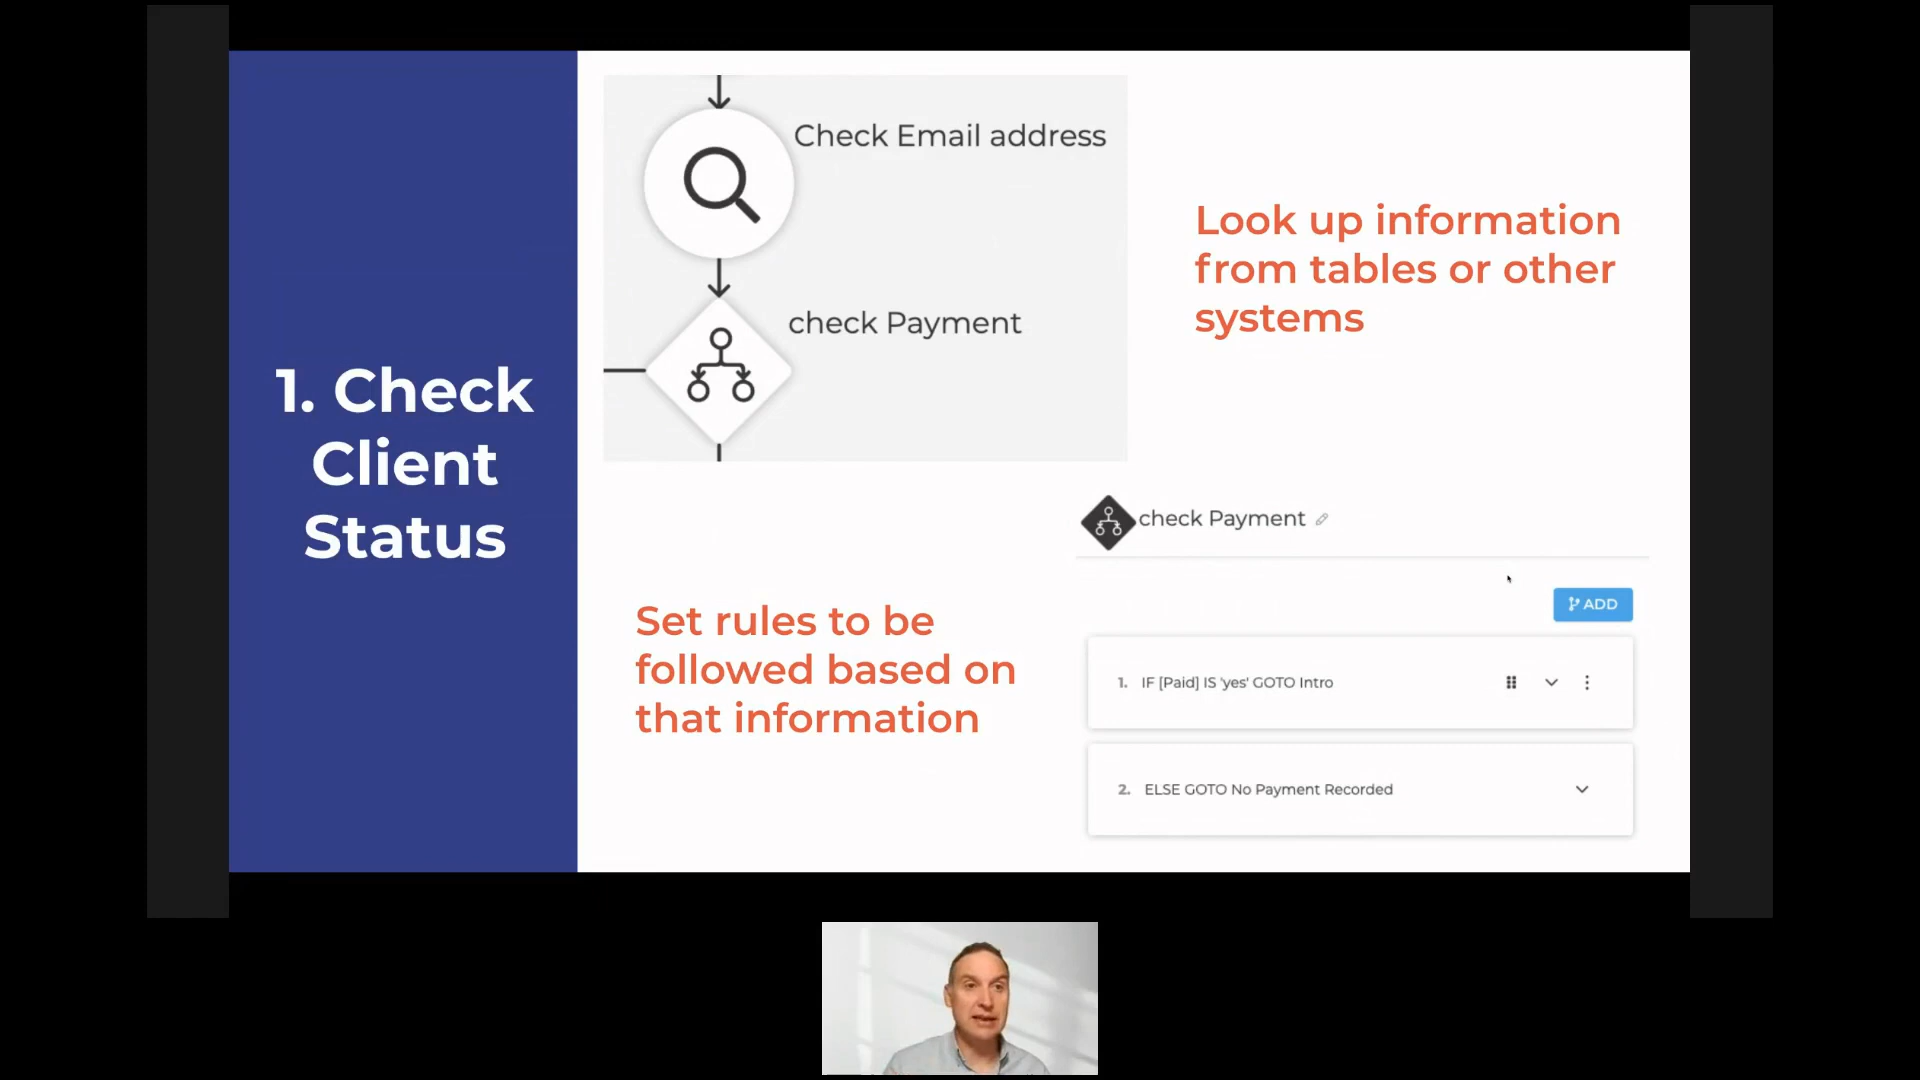 1. Check
Client
Status
Check Email address
check Payment
Look up information
from tables or other
systems
Set rules to be
followed based on
that information
check Payment
ADD
1. IF [Paid] IS 'yes' GOTO Intro
2. ELSE GOTO No Payment Recorded